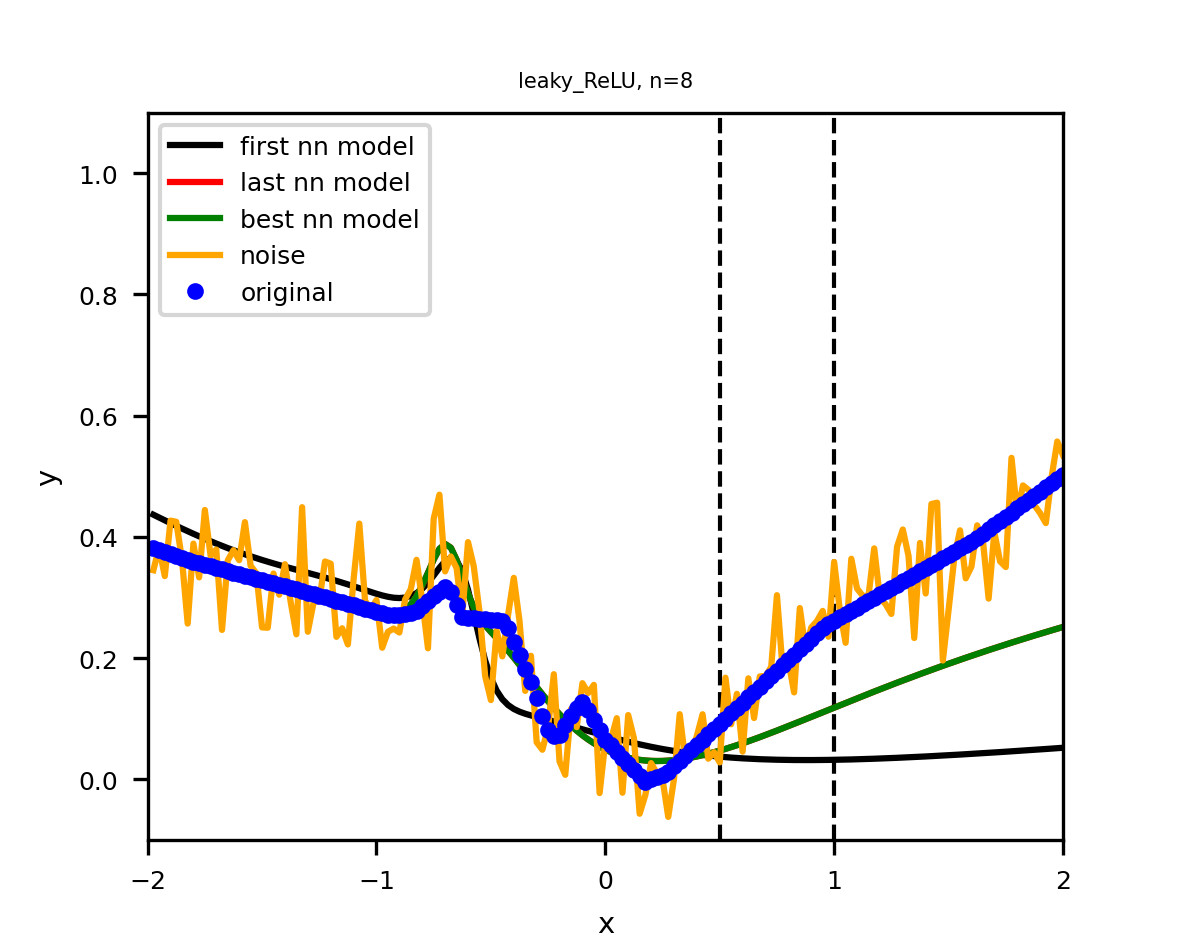 leaky_ReLU, n=8
first nn model
last nn model
best nn model
noise
original
1.0
0.8
0.6
0.4
0.2
0.0
y
−2
−1
0
1
2
x